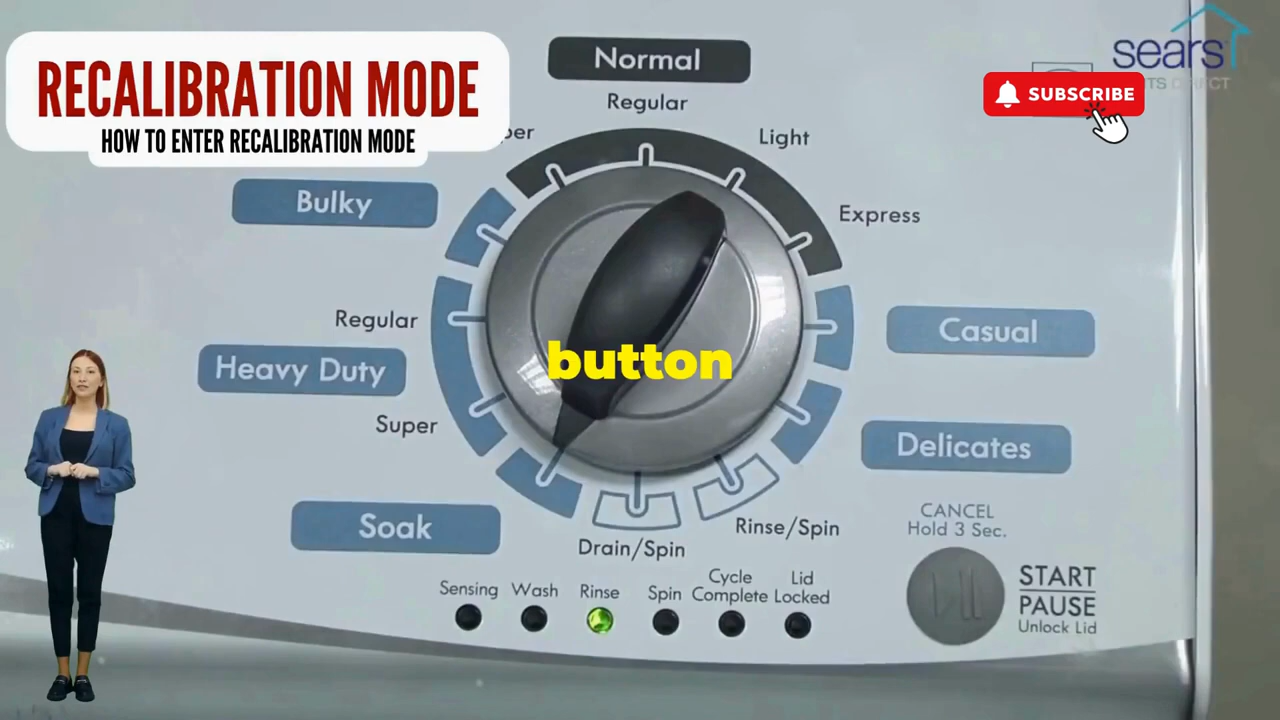 RECALIBRATION MODE
HOW TO ENTER RECALIBRATION MODE
sears
DIRECT
SUBSCRIBE
Normal
Regular
Light
Express
Bulky
Regular
Heavy Duty
Super
Casual
Delicates
button
Soak
Drain/Spin
Rinse/Spin
CANCEL
Hold 3 Sec.
START
PAUSE
Unlock Lid
Sensing
Wash
Rinse
Spin
Cycle
Complete
Lid
Locked